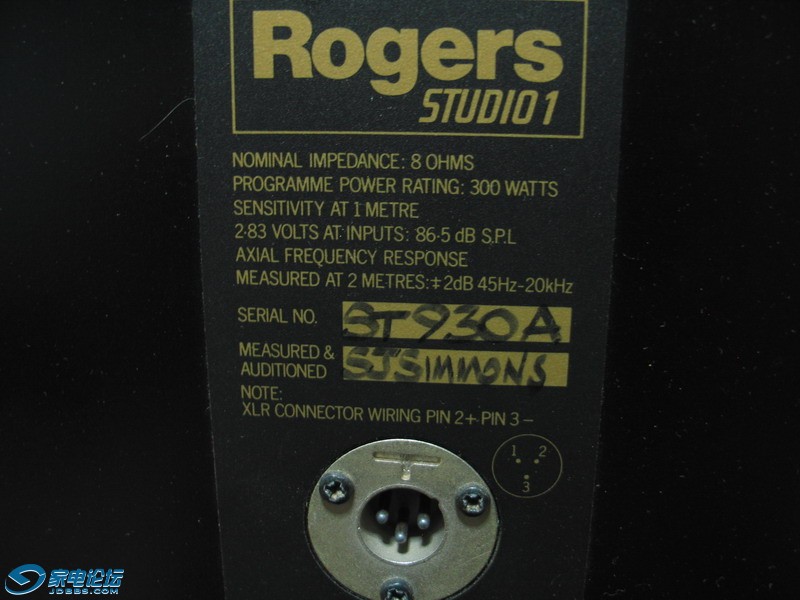 Rogers
STUDIO 1
NOMINAL IMPEDANCE: 8 OHMS
PROGRAMME POWER RATING: 300 WATTS
SENSITIVITY AT 1 METRE
2·83 VOLTS AT INPUTS: 86·5 dB S.P.L
AXIAL FREQUENCY RESPONSE
MEASURED AT 2 METRES: ∓2dB 45Hz-20kHz
SERIAL NO. ST930A
MEASURED &
AUDITIONED SJSIMMONS
NOTE:
XLR CONNECTOR WIRING PIN 2+ PIN 3-
1 2
3
家电论坛
JDBBS.COM